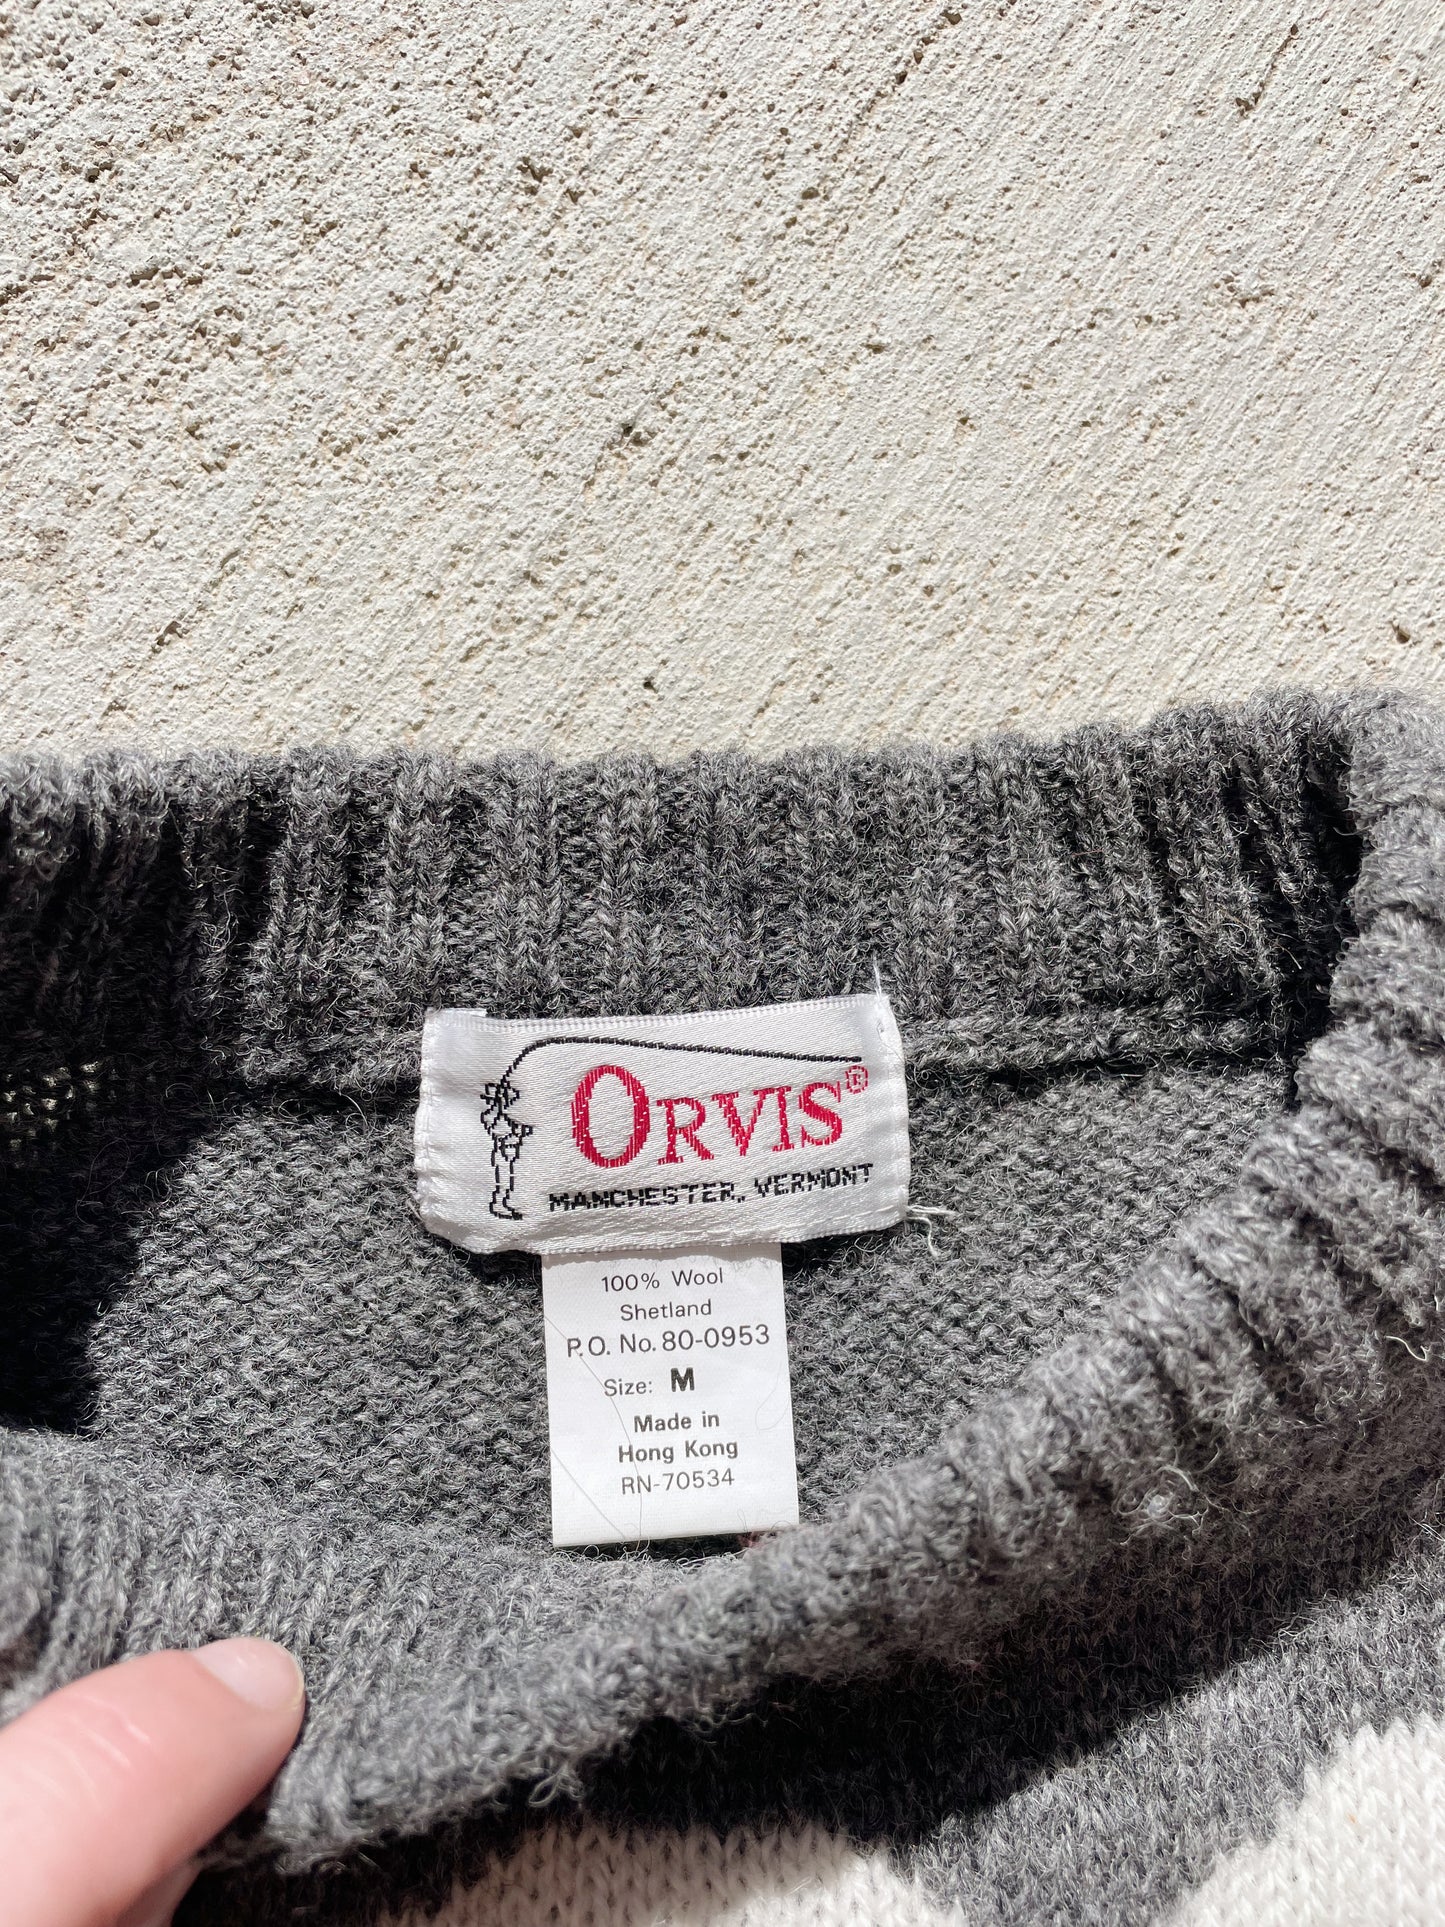 ORVIS®
MANCHESTER, VERMONT
100% Wool
Shetland
P.O. No. 80-0953
Size: M
Made in
Hong Kong
RN-70534